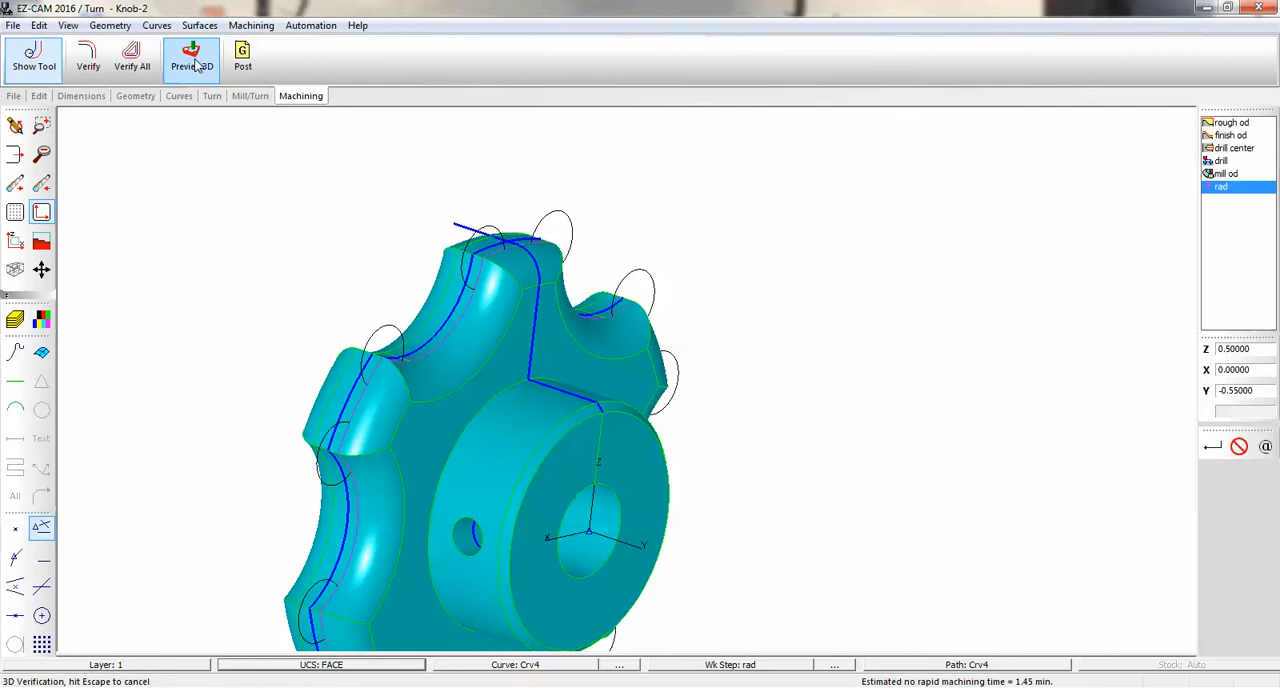 EZ-CAM 2016 / Turn - Knob-2
File Edit View Geometry Curves Surfaces Machining Automation Help
Show Tool Verify Verify All Preview 3D Post
File Edit Dimensions Geometry Curves Turn Mill/Turn Machining
rough od
finish od
drill center
drill
mill od
rad
Z 0.50000
X 0.00000
Y -0.55000
@
Text
All
Z
X
Y
Layer: 1 UCS: FACE Curve: Crv4 ... Wk Step: rad ... Path: Crv4 Stock: Auto
3D Verification, hit Escape to cancel Estimated no rapid machining time = 1.45 min.